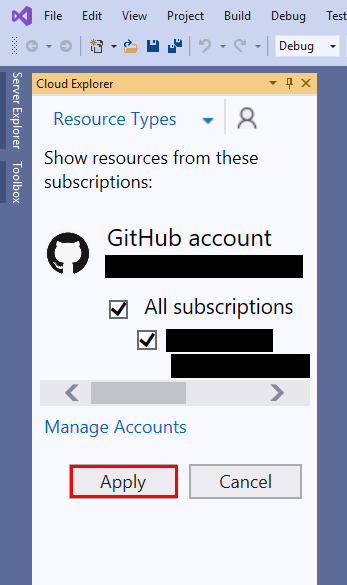 File Edit View Project Build Debug Test
Debug
Server Explorer
Toolbox
Cloud Explorer
Resource Types
Show resources from these
subscriptions:
GitHub account
All subscriptions
Manage Accounts
Apply Cancel